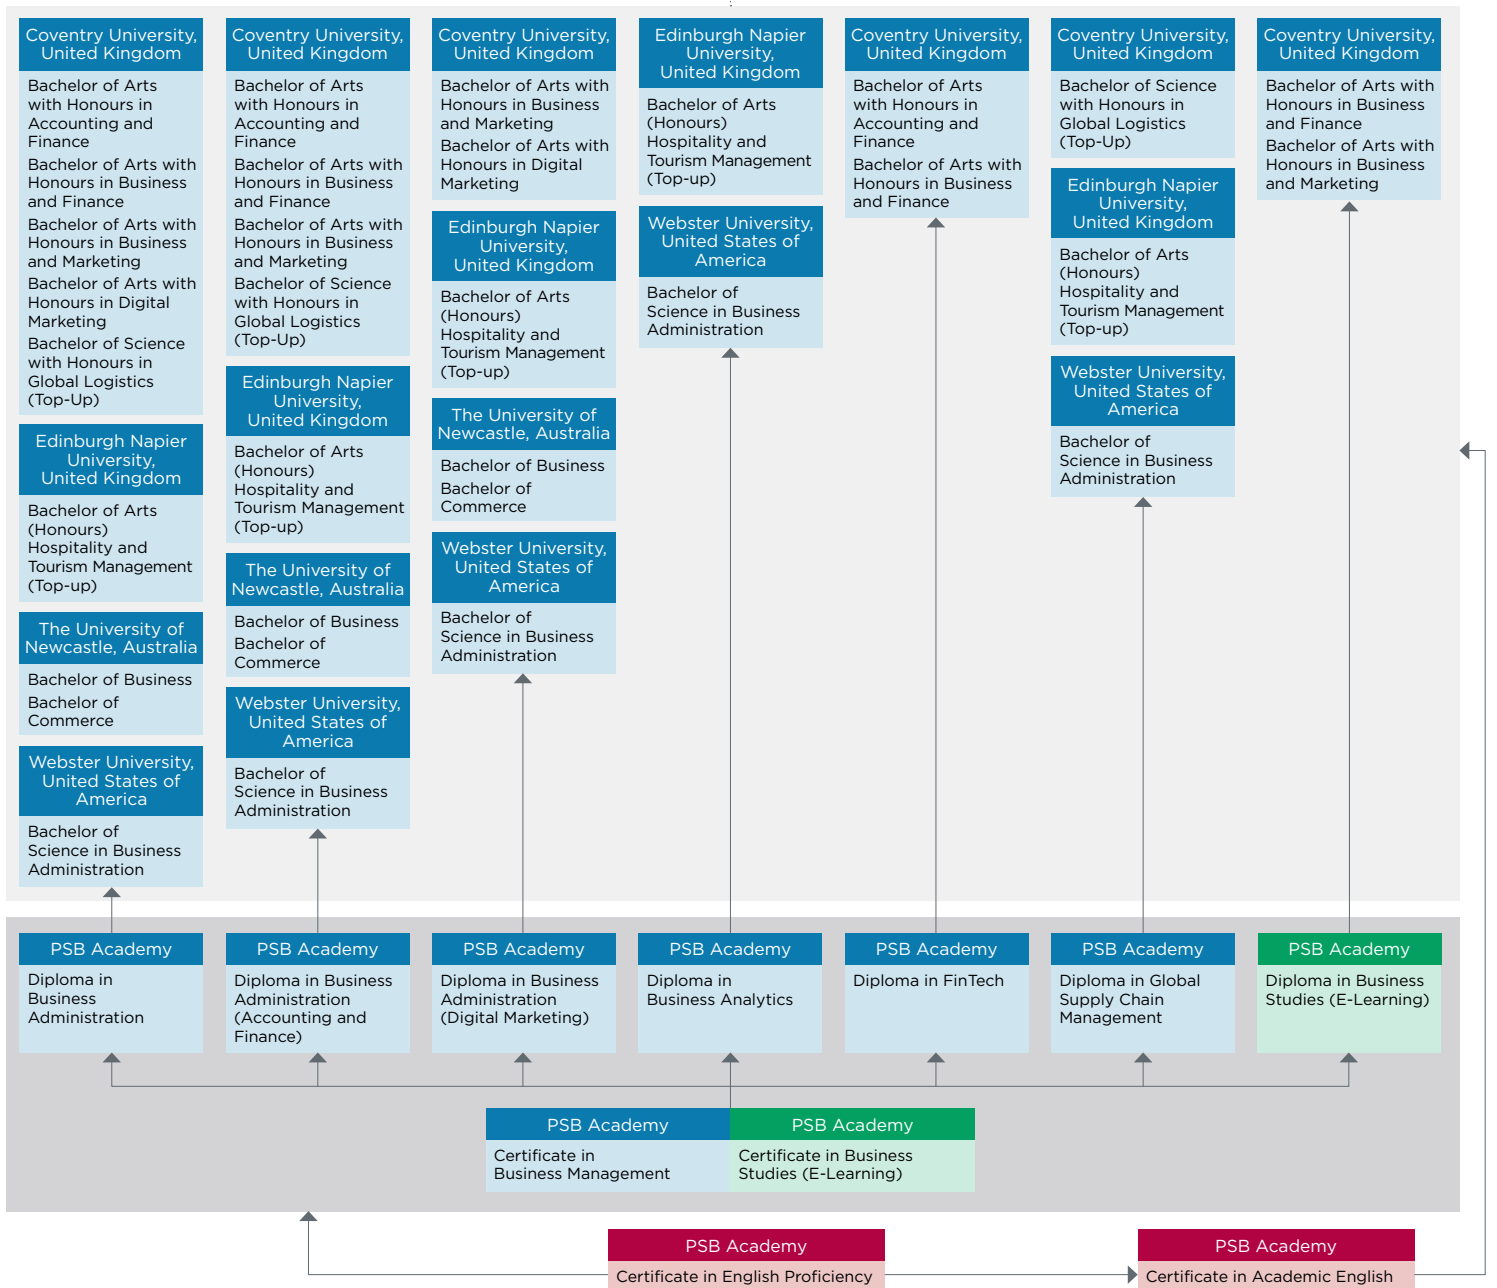 Coventry University,
United Kingdom
Bachelor of Arts
with Honours in
Accounting and
Finance
Bachelor of Arts with
Honours in Business
and Finance
Bachelor of Arts with
Honours in Business
and Marketing
Bachelor of Arts with
Honours in Digital
Marketing
Bachelor of Science
with Honours in
Global Logistics
(Top-Up)
Edinburgh Napier
University,
United Kingdom
Bachelor of Arts
(Honours)
Hospitality and
Tourism Management
(Top-up)
The University of
Newcastle, Australia
Bachelor of Business
Bachelor of
Commerce
Webster University,
United States of
America
Bachelor of
Science in Business
Administration
Coventry University,
United Kingdom
Bachelor of Arts
with Honours in
Accounting and
Finance
Bachelor of Arts with
Honours in Business
and Finance
Bachelor of Arts with
Honours in Business
and Marketing
Bachelor of Science
with Honours in
Global Logistics
(Top-Up)
Edinburgh Napier
University,
United Kingdom
Bachelor of Arts
(Honours)
Hospitality and
Tourism Management
(Top-up)
The University of
Newcastle, Australia
Bachelor of Business
Bachelor of
Commerce
Webster University,
United States of
America
Bachelor of
Science in Business
Administration
Coventry University,
United Kingdom
Bachelor of Arts with
Honours in Business
and Marketing
Bachelor of Arts with
Honours in Digital
Marketing
Edinburgh Napier
University,
United Kingdom
Bachelor of Arts
(Honours)
Hospitality and
Tourism Management
(Top-up)
The University of
Newcastle, Australia
Bachelor of Business
Bachelor of
Commerce
Webster University,
United States of
America
Bachelor of
Science in Business
Administration
Edinburgh Napier
University,
United Kingdom
Bachelor of Arts
(Honours)
Hospitality and
Tourism Management
(Top-up)
Webster University,
United States of
America
Bachelor of
Science in Business
Administration
Coventry University,
United Kingdom
Bachelor of Arts
with Honours in
Accounting and
Finance
Bachelor of Arts with
Honours in Business
and Finance
Coventry University,
United Kingdom
Bachelor of Science
with Honours in
Global Logistics
(Top-Up)
Edinburgh Napier
University,
United Kingdom
Bachelor of Arts
(Honours)
Hospitality and
Tourism Management
(Top-up)
Webster University,
United States of
America
Bachelor of
Science in Business
Administration
Coventry University,
United Kingdom
Bachelor of Arts with
Honours in Business
and Finance
Bachelor of Arts with
Honours in Business
and Marketing
PSB Academy
Diploma in
Business
Administration
PSB Academy
Diploma in Business
Administration
(Accounting and
Finance)
PSB Academy
Diploma in Business
Administration
(Digital Marketing)
PSB Academy
Diploma in
Business Analytics
PSB Academy
Diploma in FinTech
PSB Academy
Diploma in Global
Supply Chain
Management
PSB Academy
Diploma in Business
Studies (E-Learning)
PSB Academy
Certificate in
Business Management
PSB Academy
Certificate in Business
Studies (E-Learning)
PSB Academy
Certificate in English Proficiency
PSB Academy
Certificate in Academic English